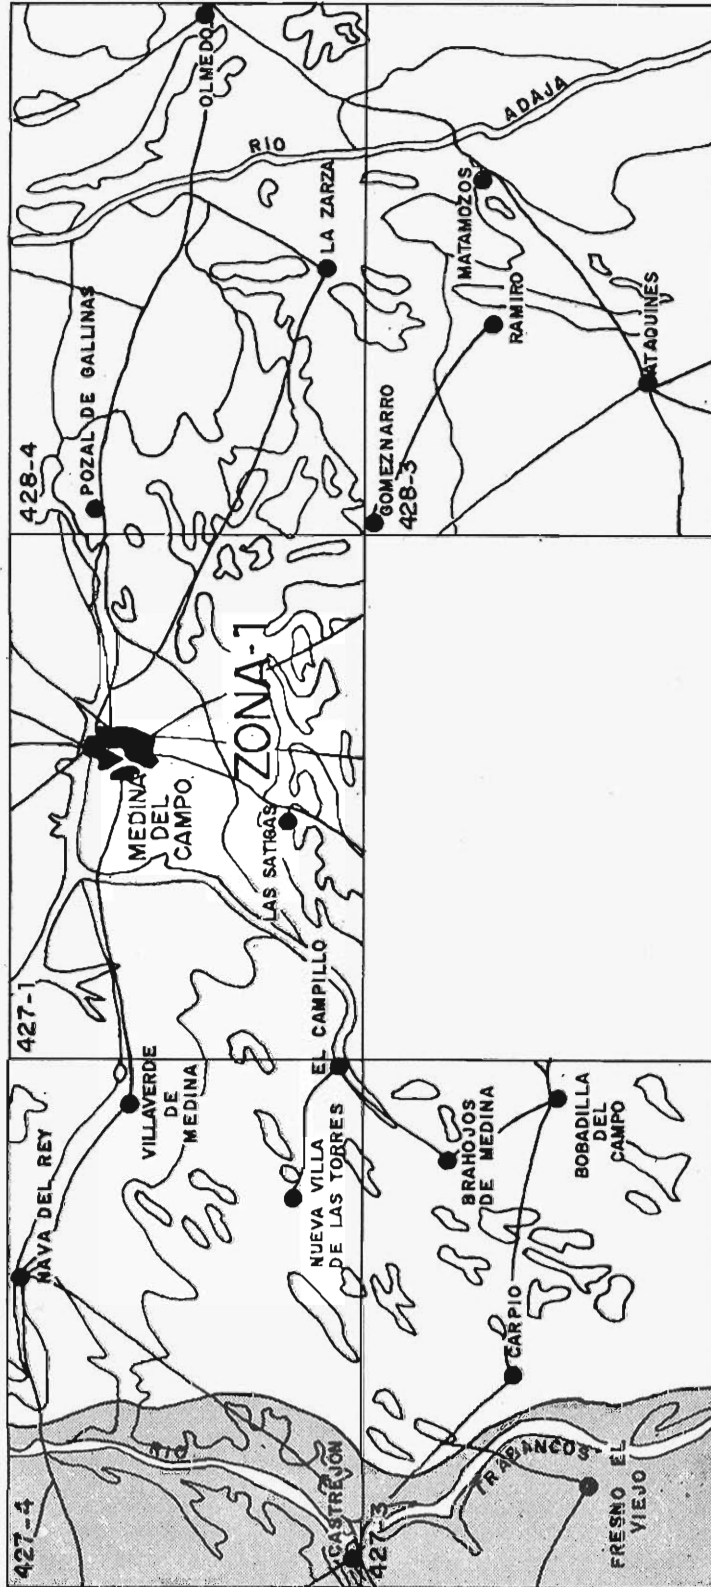 427-4
NAVA DEL REY
VILLAVERDE
DE
MEDINA
NUEVA VILLA
DE LAS TORRES
EL CAMPILLO
RIO
CASTREJON
427-1
MEDINA
DEL
CAMPO
ZONA-1
LAS SATIGAS
428-4
POZAL DE GALLINAS
OLMEDO
RIO
LA ZARZA
427-3
TRABANCOS
CARPIO
BRAHOJOS
DE MEDINA
BOBADILLA
DEL
CAMPO
FRESNO EL
VIEJO
428-3
GOMEZNARRO
RAMIRO
MATAMOZOS
ADAJA
ATAQUINES